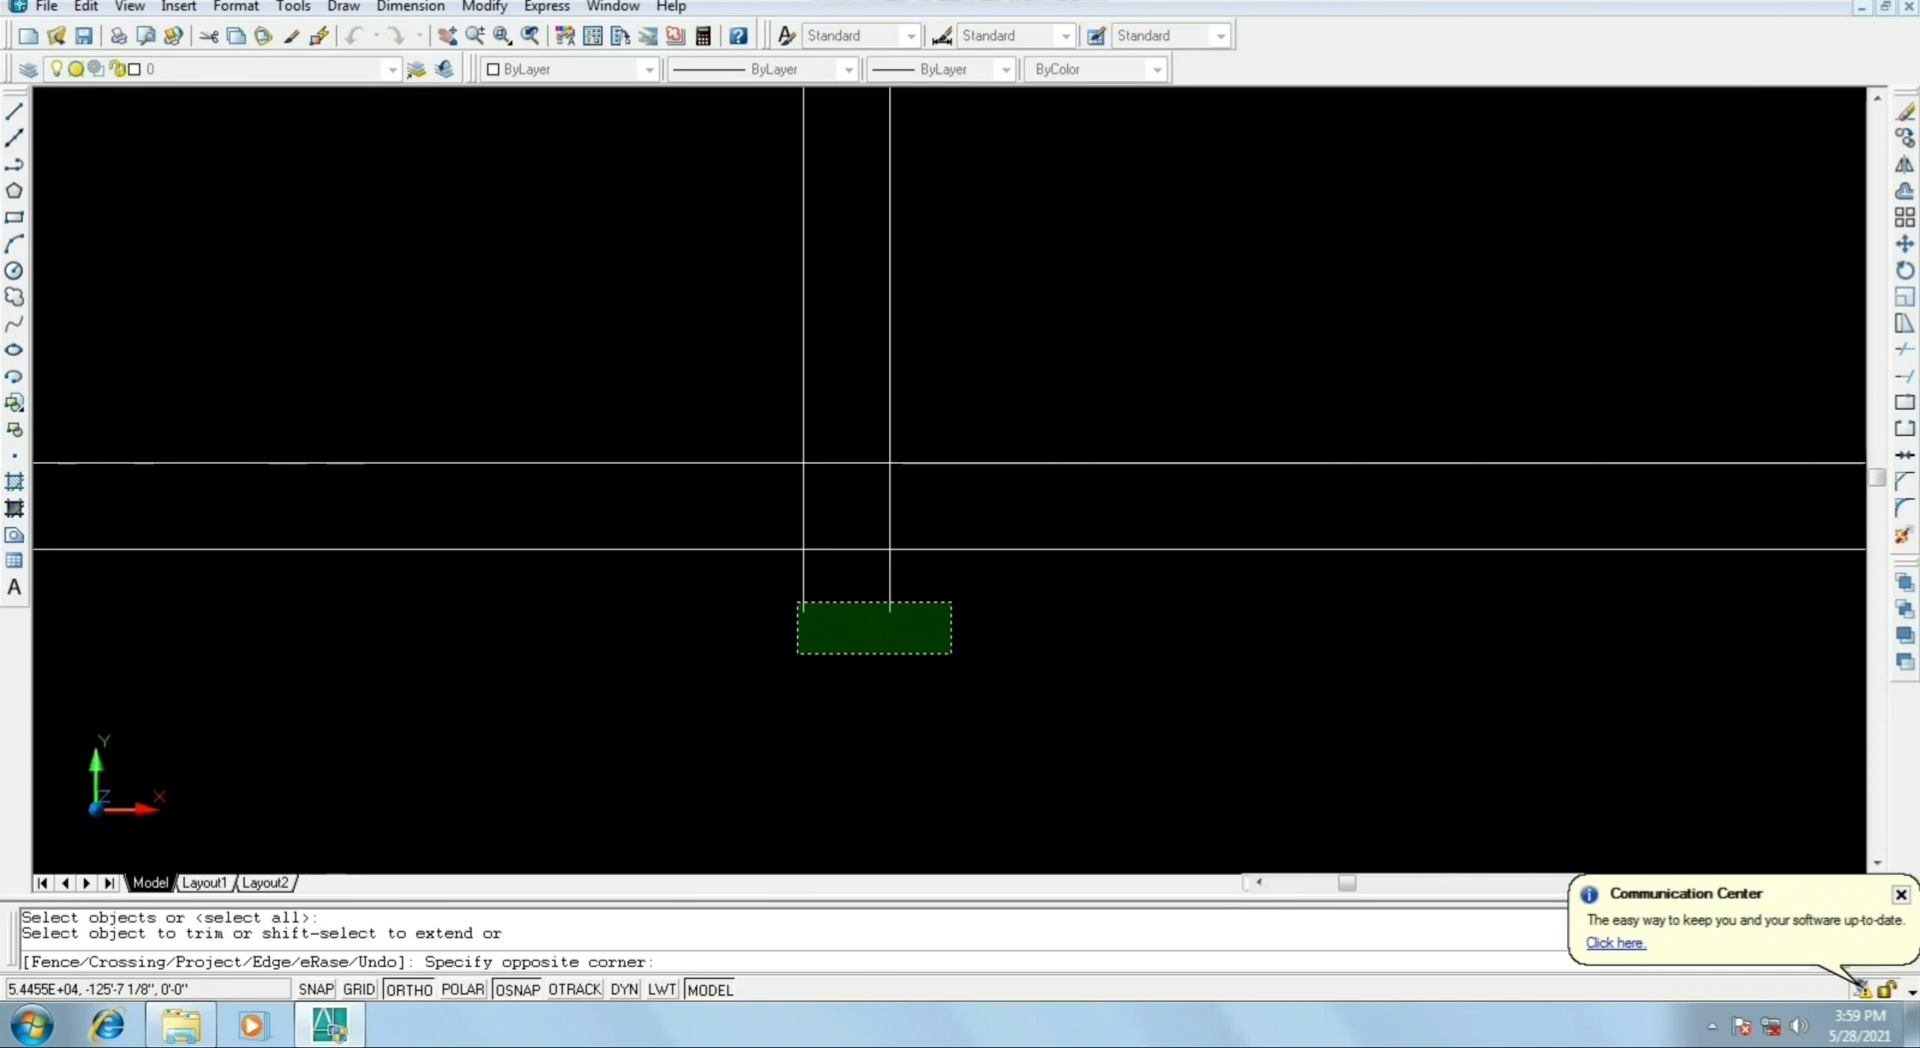 File Edit View Insert Format Tools Draw Dimension Modify Express Window Help
Standard Standard Standard
0 ByLayer ByLayer ByLayer ByColor
A
Y
Z X
Model Layout1 Layout2
Communication Center
The easy way to keep you and your software up-to-date.
Click here.
Select objects or <select all>:
Select object to trim or shift-select to extend or
[Fence/Crossing/Project/Edge/eRase/Undo]: Specify opposite corner:
5.4455E+04, -125'-7 1/8", 0'-0" SNAP GRID ORTHO POLAR OSNAP OTRACK DYN LWT MODEL
3:59 PM
5/28/2021